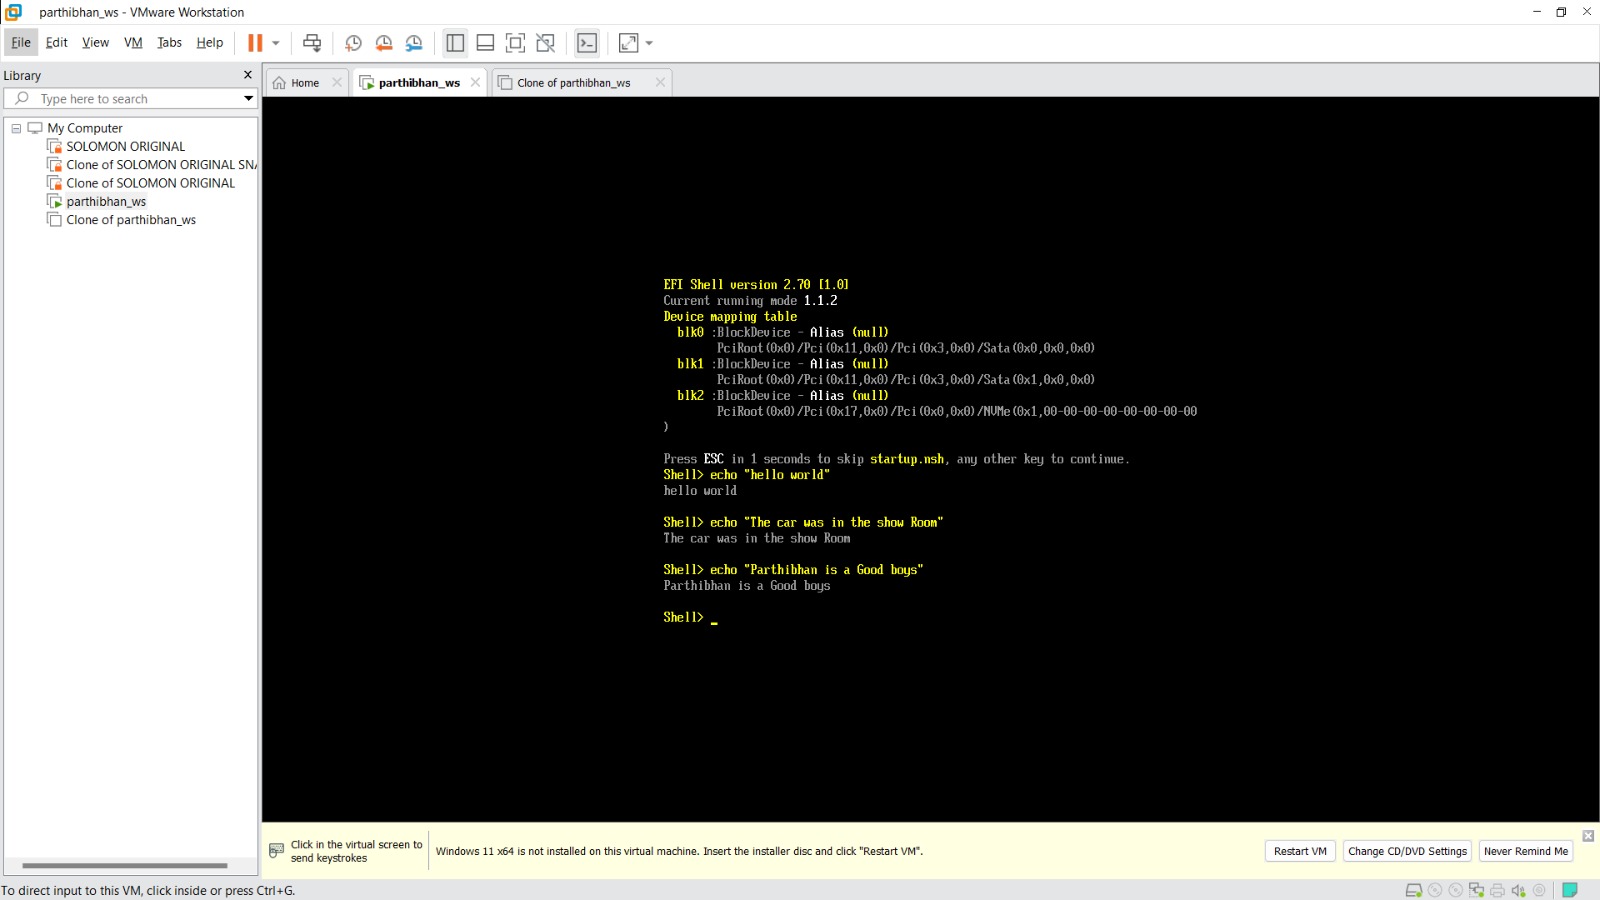 parthibhan_ws - VMware Workstation
File Edit View VM Tabs Help
Library
Type here to search
My Computer
SOLOMON ORIGINAL
Clone of SOLOMON ORIGINAL SNA
Clone of SOLOMON ORIGINAL
parthibhan_ws
Clone of parthibhan_ws
Home
parthibhan_ws
Clone of parthibhan_ws
EFI Shell version 2.70 [1.0]
Current running mode 1.1.2
Device mapping table
blk0 :BlockDevice - Alias (null)
PciRoot(0x0)/Pci(0x11,0x0)/Pci(0x3,0x0)/Sata(0x0,0x0,0x0)
blk1 :BlockDevice - Alias (null)
PciRoot(0x0)/Pci(0x11,0x0)/Pci(0x3,0x0)/Sata(0x1,0x0,0x0)
blk2 :BlockDevice - Alias (null)
PciRoot(0x0)/Pci(0x17,0x0)/Pci(0x0,0x0)/NVMe(0x1,00-00-00-00-00-00-00-00
)
Press ESC in 1 seconds to skip startup.nsh, any other key to continue.
Shell> echo "hello world"
hello world
Shell> echo "The car was in the show Room"
The car was in the show Room
Shell> echo "Parthibhan is a Good boys"
Parthibhan is a Good boys
Shell> _
Click in the virtual screen to
send keystrokes
Windows 11 x64 is not installed on this virtual machine. Insert the installer disc and click "Restart VM".
Restart VM
Change CD/DVD Settings
Never Remind Me
To direct input to this VM, click inside or press Ctrl+G.